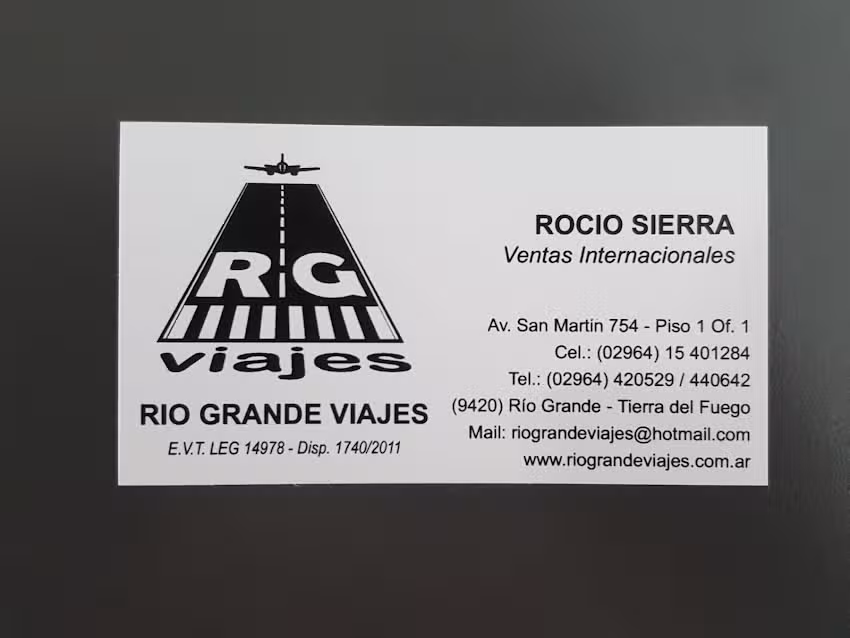 RG
viajes
RIO GRANDE VIAJES
E.V.T. LEG 14978 - Disp. 1740/2011
ROCIO SIERRA
Ventas Internacionales
Av. San Martin 754 - Piso 1 Of. 1
Cel.: (02964) 15 401284
Tel.: (02964) 420529 / 440642
(9420) Río Grande - Tierra del Fuego
Mail: riograndeviajes@hotmail.com
www.riograndeviajes.com.ar